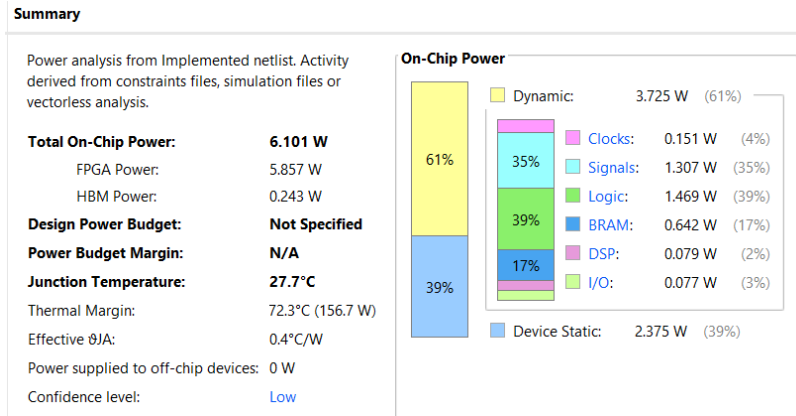 Summary
Power analysis from Implemented netlist. Activity
derived from constraints files, simulation files or
vectorless analysis.
Total On-Chip Power: 6.101 W
FPGA Power: 5.857 W
HBM Power: 0.243 W
Design Power Budget: Not Specified
Power Budget Margin: N/A
Junction Temperature: 27.7°C
Thermal Margin: 72.3°C (156.7 W)
Effective ϑJA: 0.4°C/W
Power supplied to off-chip devices: 0 W
Confidence level: Low
On-Chip Power
61%
39%
Dynamic: 3.725 W (61%)
35%
39%
17%
Clocks: 0.151 W (4%)
Signals: 1.307 W (35%)
Logic: 1.469 W (39%)
BRAM: 0.642 W (17%)
DSP: 0.079 W (2%)
I/O: 0.077 W (3%)
Device Static: 2.375 W (39%)